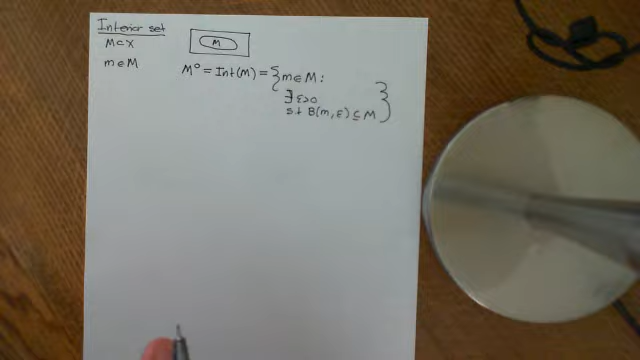 Interior set
M⊂X
M
m∈M
M° = Int(M) = { m∈M :
∃ ε>0
s.t B(m,ε) ⊆ M }